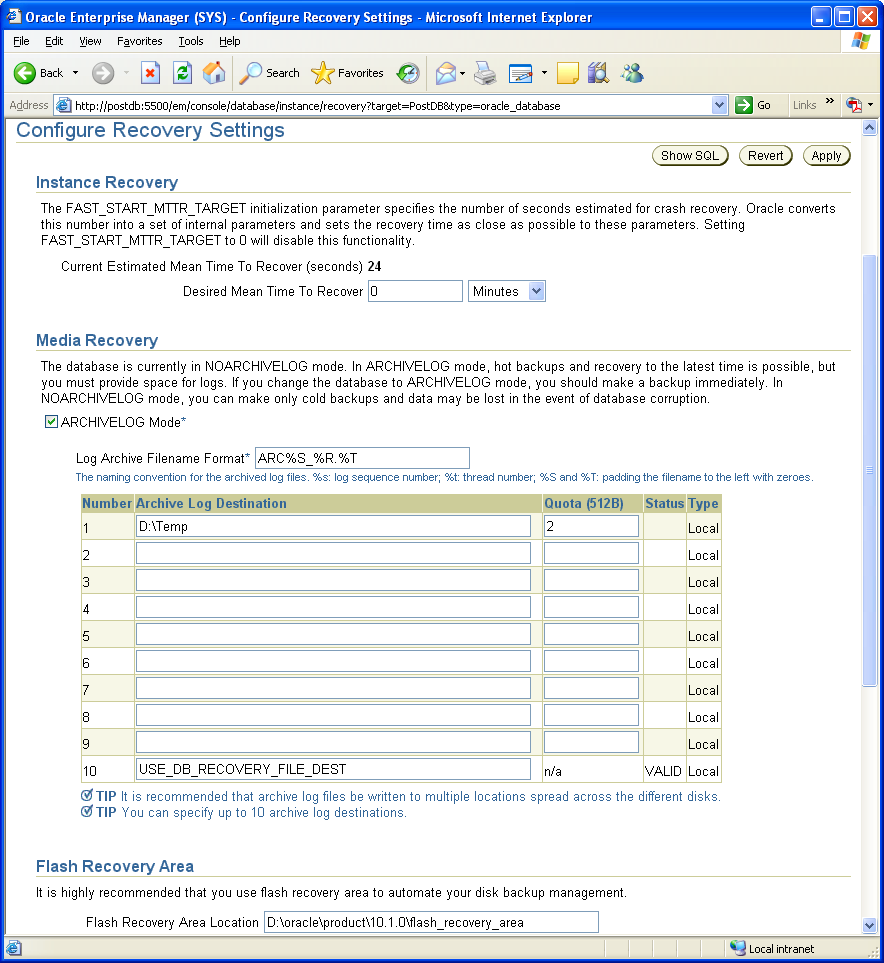 Oracle Enterprise Manager (SYS) - Configure Recovery Settings - Microsoft Internet Explorer
File Edit View Favorites Tools Help
Back Search Favorites
Address http://postdb:5500/em/console/database/instance/recovery?target=PostDB&type=oracle_database Go Links »
Configure Recovery Settings
Show SQL Revert Apply
Instance Recovery
The FAST_START_MTTR_TARGET initialization parameter specifies the number of seconds estimated for crash recovery. Oracle converts
this number into a set of internal parameters and sets the recovery time as close as possible to these parameters. Setting
FAST_START_MTTR_TARGET to 0 will disable this functionality.
Current Estimated Mean Time To Recover (seconds) 24
Desired Mean Time To Recover 0 Minutes
Media Recovery
The database is currently in NOARCHIVELOG mode. In ARCHIVELOG mode, hot backups and recovery to the latest time is possible, but
you must provide space for logs. If you change the database to ARCHIVELOG mode, you should make a backup immediately. In
NOARCHIVELOG mode, you can make only cold backups and data may be lost in the event of database corruption.
ARCHIVELOG Mode*
Log Archive Filename Format* ARC%S_%R.%T
The naming convention for the archived log files. %s: log sequence number; %t: thread number; %S and %T: padding the filename to the left with zeroes.
Number Archive Log Destination Quota (512B) Status Type
1 D:\Temp 2 Local
2 Local
3 Local
4 Local
5 Local
6 Local
7 Local
8 Local
9 Local
10 USE_DB_RECOVERY_FILE_DEST n/a VALID Local
TIP It is recommended that archive log files be written to multiple locations spread across the different disks.
TIP You can specify up to 10 archive log destinations.
Flash Recovery Area
It is highly recommended that you use flash recovery area to automate your disk backup management.
Flash Recovery Area Location D:\oracle\product\10.1.0\flash_recovery_area
Local intranet